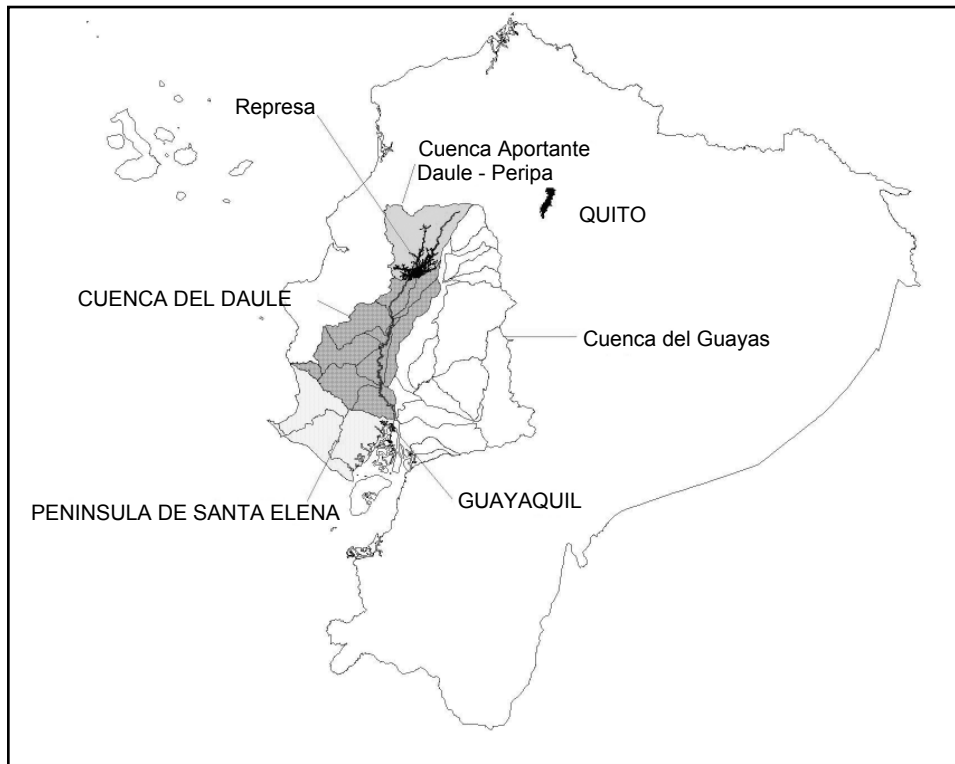 Represa
Cuenca Aportante
Daule - Peripa
QUITO
CUENCA DEL DAULE
Cuenca del Guayas
PENINSULA DE SANTA ELENA
GUAYAQUIL